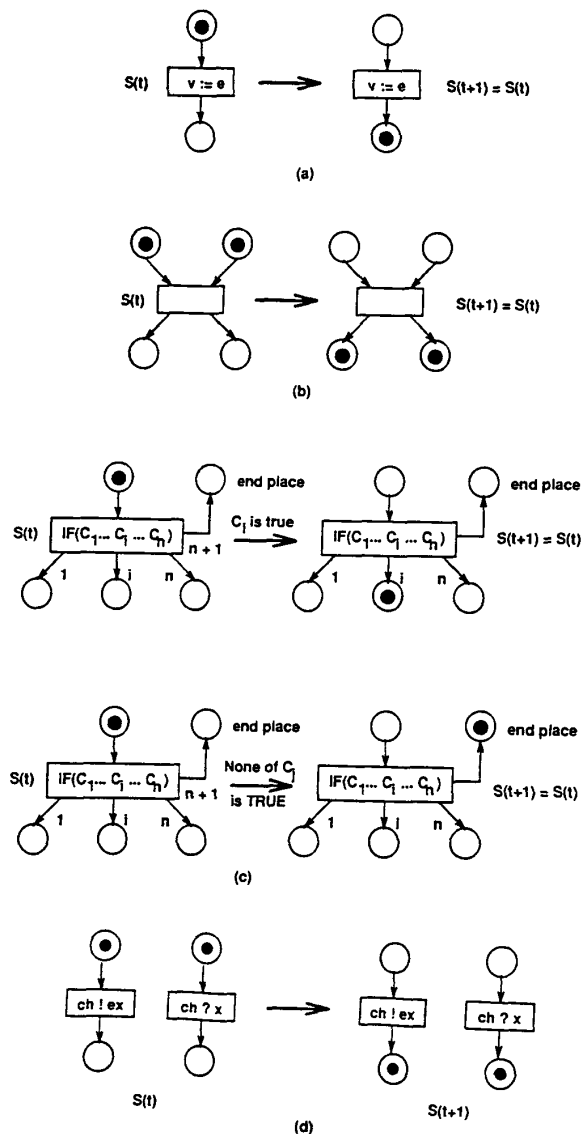 S(t) v := e v := e S(t+1) = S(t)
(a)
S(t) S(t+1) = S(t)
(b)
end place end place
S(t) IF(C1... Ci ... Cn) n + 1 Ci is true IF(C1... Ci ... Cn) S(t+1) = S(t)
1 i n 1 i n
end place end place
S(t) IF(C1... Ci ... Cn) n + 1 None of Cj is TRUE IF(C1... Ci ... Cn) S(t+1) = S(t)
1 i n 1 i n
(c)
ch ! ex ch ? x ch ! ex ch ? x
S(t) S(t+1)
(d)